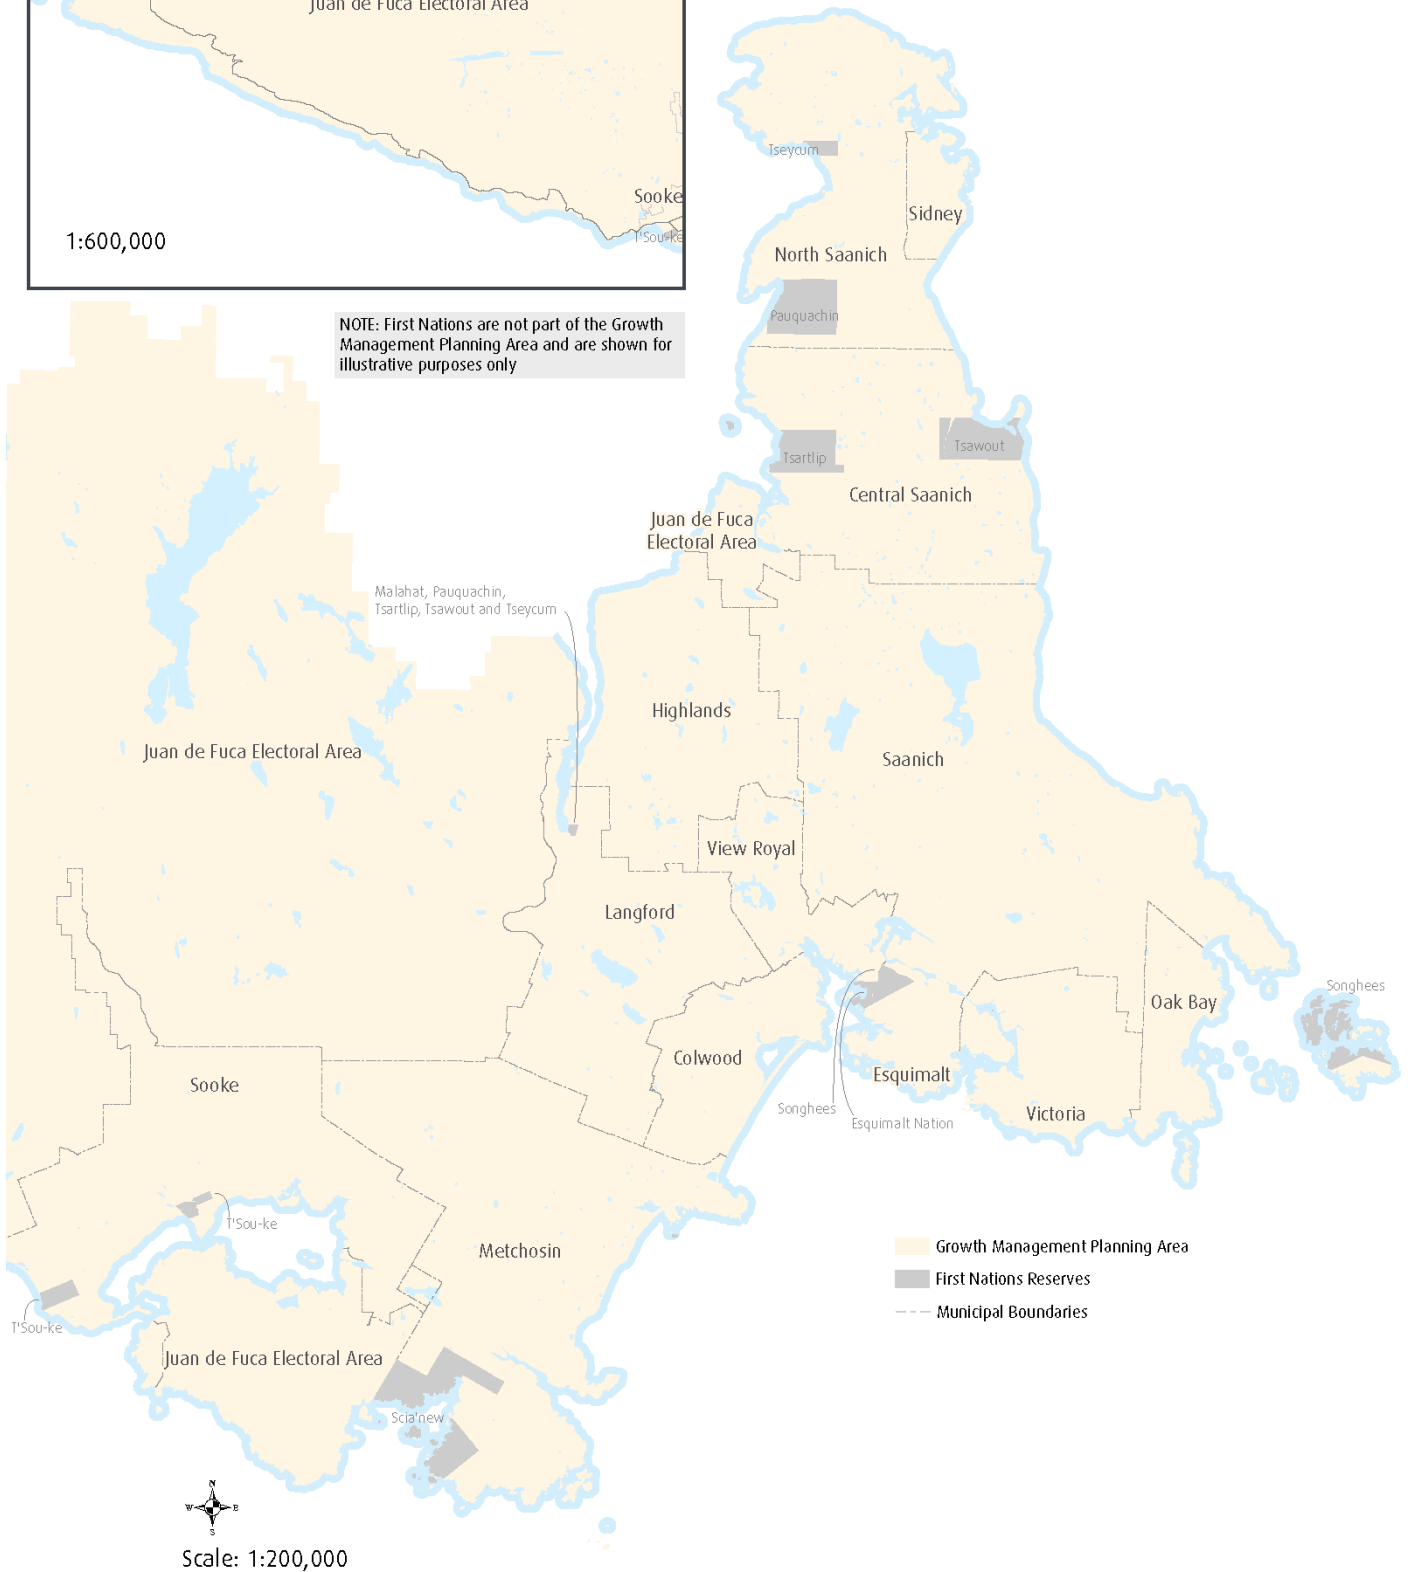 Juan de Fuca Electoral Area
Tseycum
Sooke
Sidney
T'Sou-ke
1:600,000
North Saanich
Pauquachin
NOTE: First Nations are not part of the Growth
Management Planning Area and are shown for
illustrative purposes only
Tsawout
Tsartlip
Central Saanich
Juan de Fuca
Electoral Area
Malahat, Pauquachin,
Tsartlip, Tsawout and Tseycum
Highlands
Juan de Fuca Electoral Area
Saanich
View Royal
Langford
Songhees
Oak Bay
Colwood
Esquimalt
Sooke
Songhees
Victoria
Esquimalt Nation
T'Sou-ke
Metchosin
Growth Management Planning Area
First Nations Reserves
Municipal Boundaries
T'Sou-ke
Juan de Fuca Electoral Area
Scia'new
N
W E
S
Scale: 1:200,000